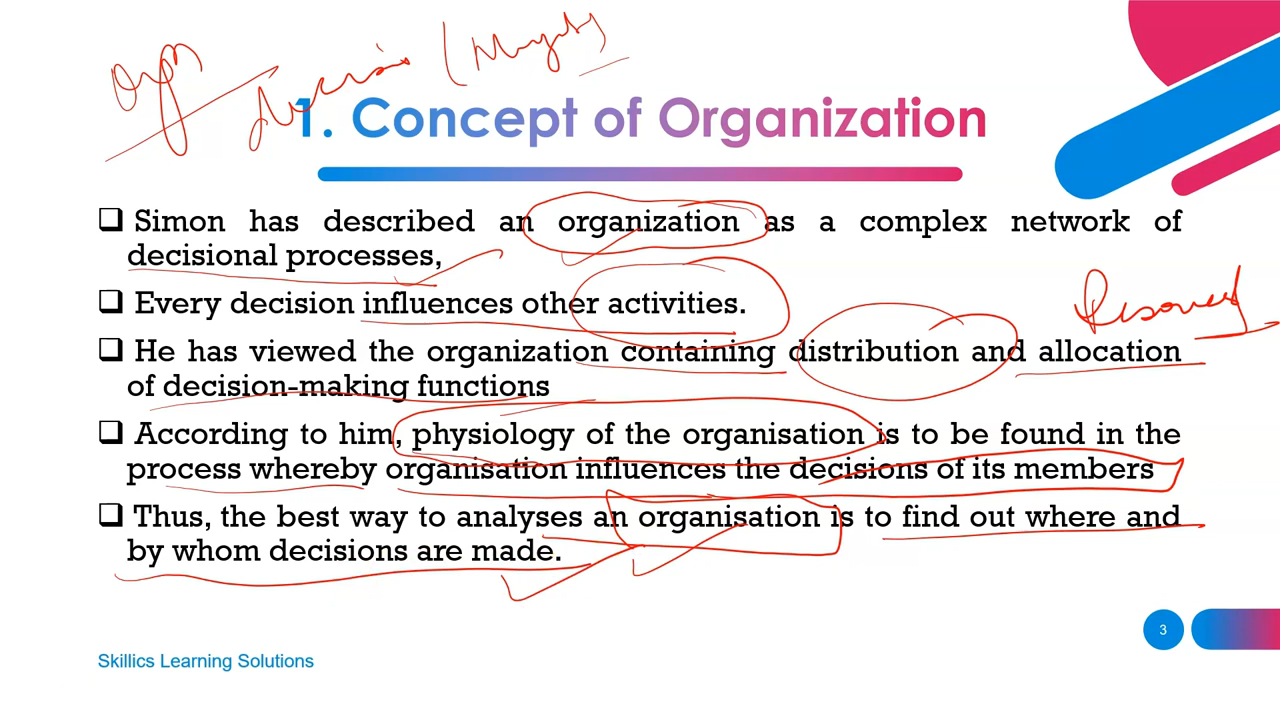 1. Concept of Organization
❑ Simon has described an organization as a complex network of
decisional processes,
❑ Every decision influences other activities.
❑ He has viewed the organization containing distribution and allocation
of decision-making functions
❑ According to him, physiology of the organisation is to be found in the
process whereby organisation influences the decisions of its members
❑ Thus, the best way to analyses an organisation is to find out where and
by whom decisions are made.
3
Skillics Learning Solutions